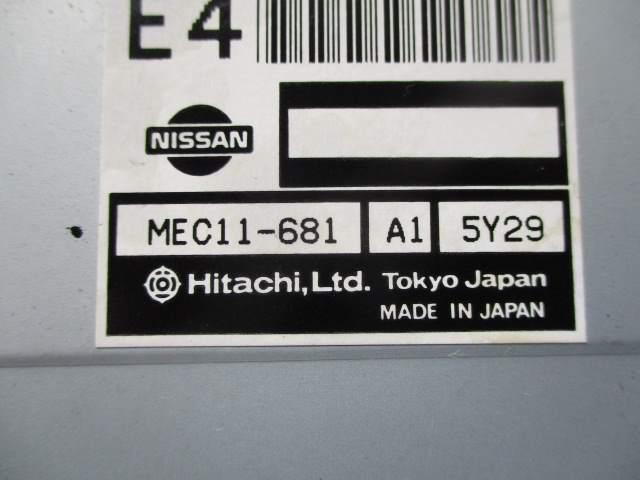 E4
NISSAN
MEC11-681 A1 5Y29
Hitachi,Ltd. Tokyo Japan
MADE IN JAPAN